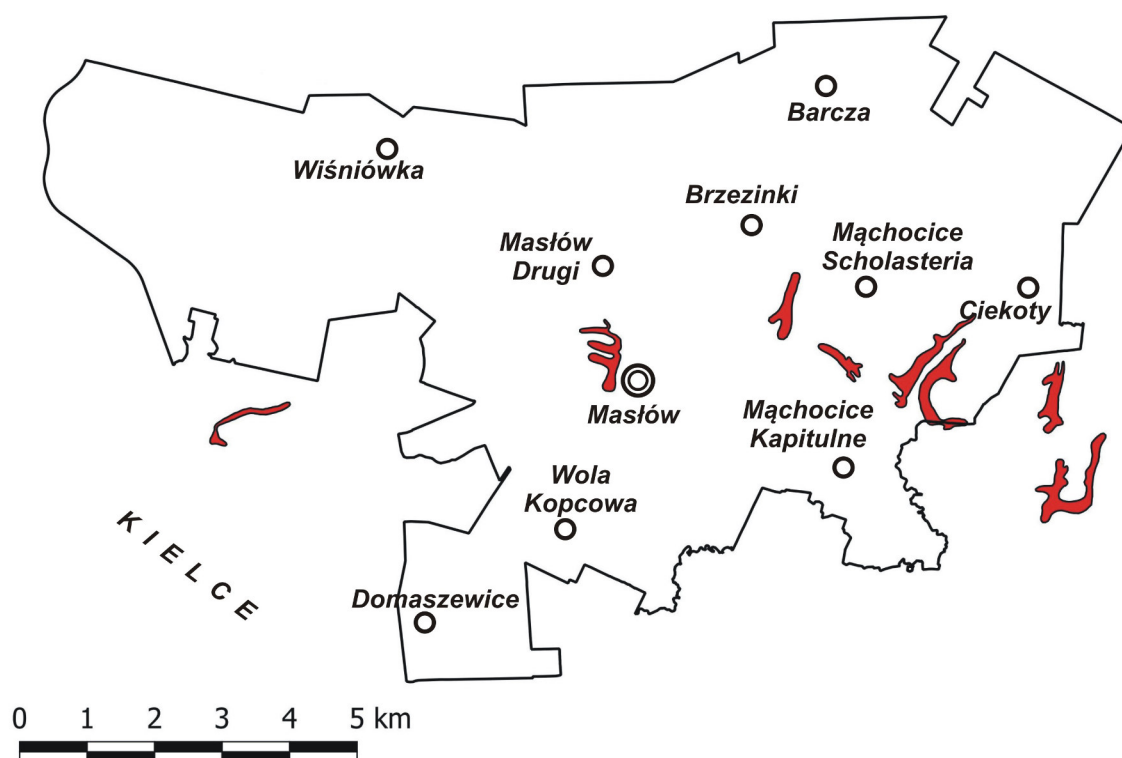 Barcza
Wiśniówka
Brzezinki
Masłów
Drugi
Mąchocice
Scholasteria
Ciekoty
Masłów
Mąchocice
Kapitulne
Wola
Kopcowa
KIELCE
Domaszewice
0 1 2 3 4 5 km